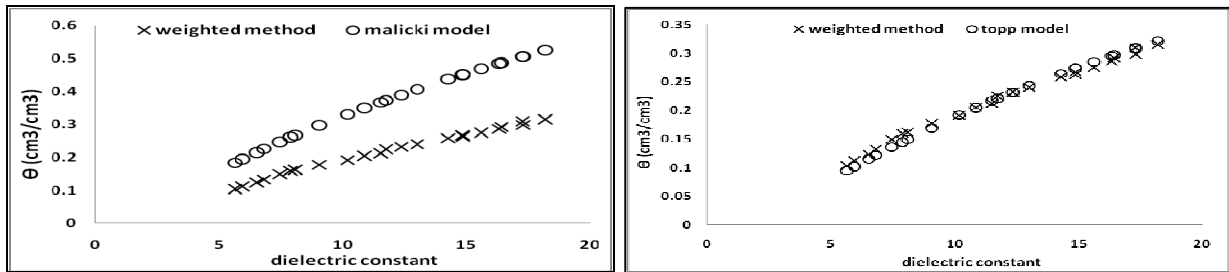 0.6
0.5
0.4
0.3
0.2
0.1
0
θ (cm3/cm3)
weighted method
malicki model
0 5 10 15 20
dielectric constant
0.35
0.3
0.25
0.2
0.15
0.1
0.05
0
θ (cm3/cm3)
weighted method
topp model
0 5 10 15 20
dielectric constant